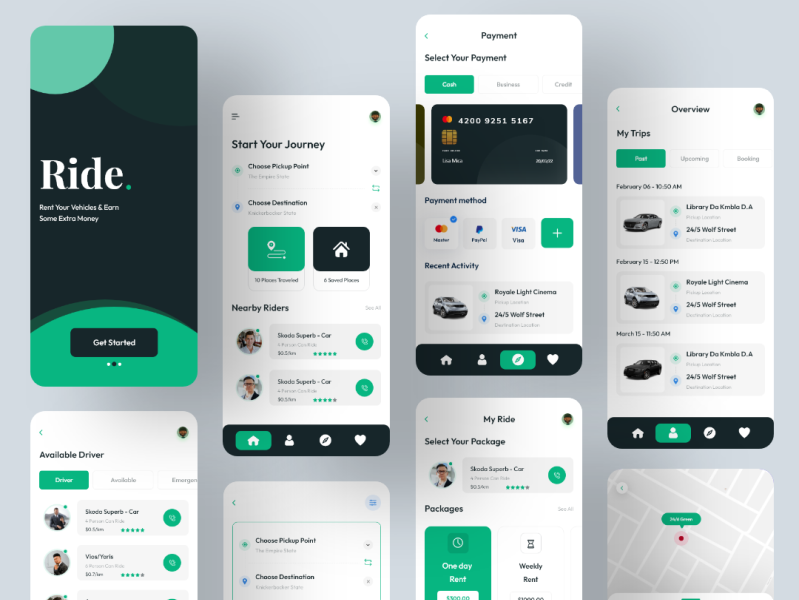 Ride.
Rent Your Vehicles & Earn
Some Extra Money
Get Started
Available Driver
Driver
Available
Emergen
Skoda Superb - Car
4 Person Can Ride
$0.5/km
Vios/Yaris
4 Person Can Ride
$0.7/km
Start Your Journey
Choose Pickup Point
The Empire State
Choose Destination
Knickerbocker State
10 Places Traveled
6 Saved Places
Nearby Riders
See All
Skoda Superb - Car
4 Person Can Ride
$0.5/km
Skoda Superb - Car
4 Person Can Ride
$0.5/km
Choose Pickup Point
The Empire State
Choose Destination
Knickerbocker State
Payment
Select Your Payment
Cash
Business
Credit
4200 9251 5167
Lisa Mica
Payment method
Master
PayPal
PayPal
VISA
Visa
Recent Activity
Royale Light Cinema
Pickup Location
24/5 Wolf Street
Destination Location
My Ride
Select Your Package
Skoda Superb - Car
4 Person Can Ride
$0.5/km
Packages
See All
One day
Rent
$300.00
Weekly
Rent
$1000.00
Overview
My Trips
Past
Upcoming
Booking
February 06 - 10:50 AM
Library Da Kmbla D.A
Pickup Location
24/5 Wolf Street
Destination Location
February 15 - 12:50 PM
Royale Light Cinema
Pickup Location
24/5 Wolf Street
Destination Location
March 15 - 11:50 AM
Library Da Kmbla D.A
Pickup Location
24/5 Wolf Street
Destination Location